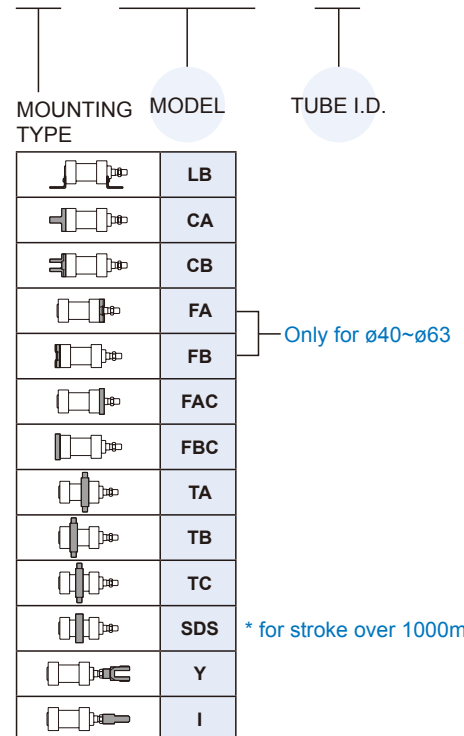 MOUNTING TYPE MODEL TUBE I.D.
LB
CA
CB
FA
Only for ø40~ø63
FB
FAC
FBC
TA
TB
TC
SDS * for stroke over 1000m
Y
I